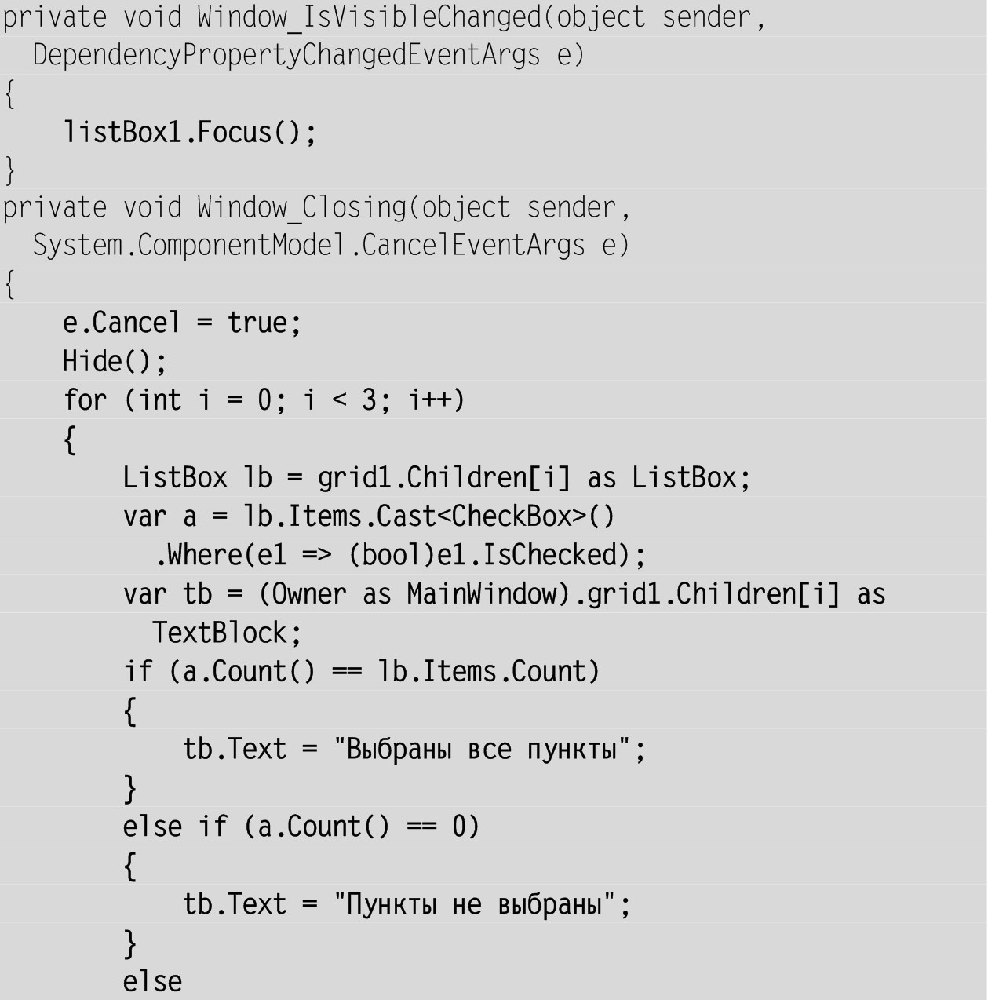 private void Window_IsVisibleChanged(object sender,
  DependencyPropertyChangedEventArgs e)
{
    listBox1.Focus();
}
private void Window_Closing(object sender,
  System.ComponentModel.CancelEventArgs e)
{
    e.Cancel = true;
    Hide();
    for (int i = 0; i < 3; i++)
    {
        ListBox lb = grid1.Children[i] as ListBox;
        var a = lb.Items.Cast<CheckBox>()
          .Where(e1 => (bool)e1.IsChecked);
        var tb = (Owner as MainWindow).grid1.Children[i] as
          TextBlock;
        if (a.Count() == lb.Items.Count)
        {
            tb.Text = "Выбраны все пункты";
        }
        else if (a.Count() == 0)
        {
            tb.Text = "Пункты не выбраны";
        }
        else